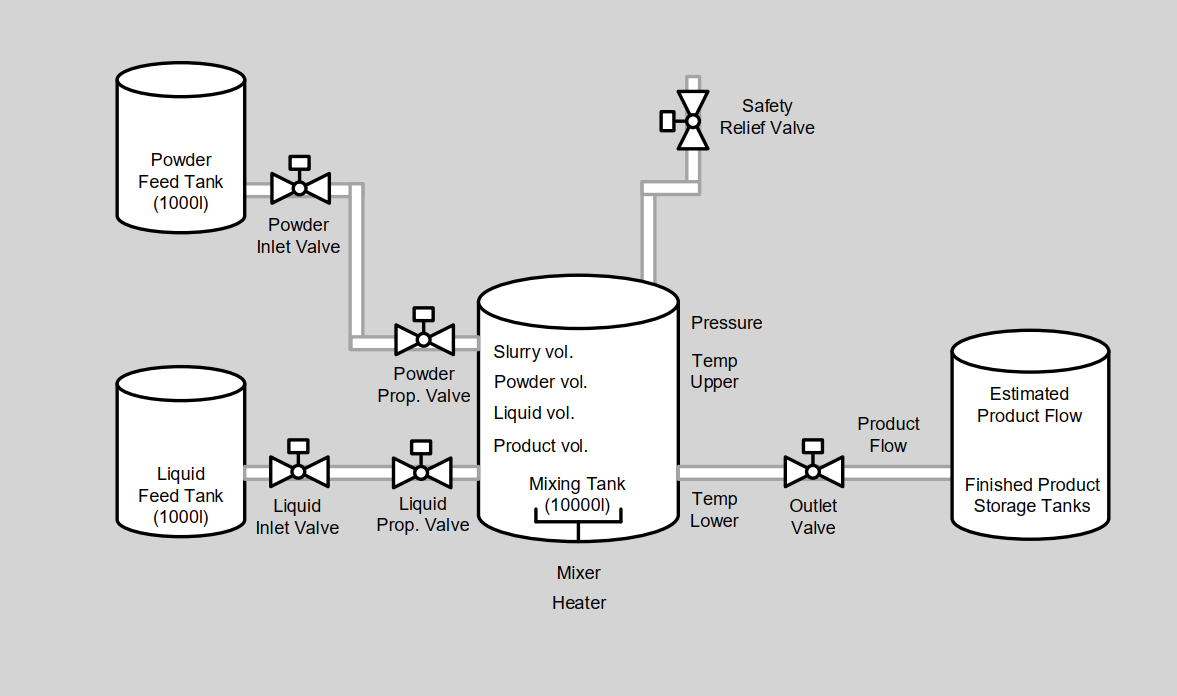 Safety
Relief Valve
Powder
Feed Tank
(1000l)
Powder
Inlet Valve
Pressure
Slurry vol.
Temp
Upper
Powder
Prop. Valve
Powder vol.
Liquid vol.
Product vol.
Estimated
Product Flow
Product
Flow
Liquid
Feed Tank
(1000l)
Liquid
Inlet Valve
Liquid
Prop. Valve
Mixing Tank
(10000l)
Temp
Lower
Outlet
Valve
Finished Product
Storage Tanks
Mixer
Heater